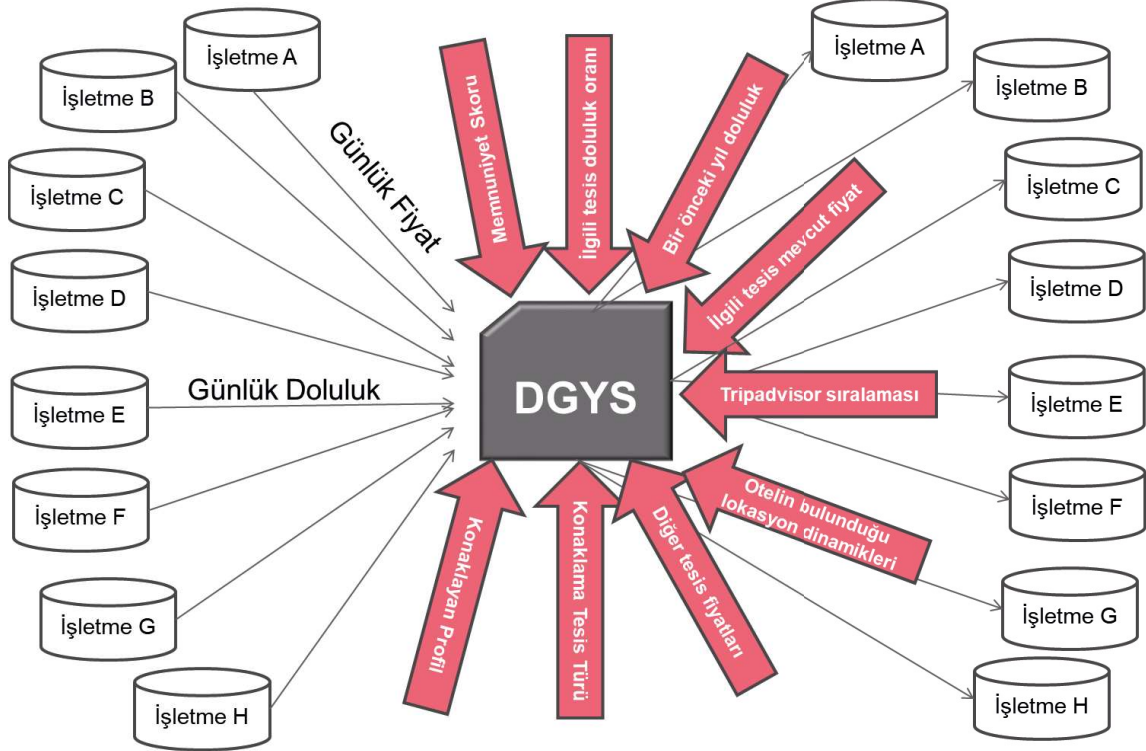 İşletme A
İşletme B
İşletme C
İşletme D
İşletme E
İşletme F
İşletme G
İşletme H
Günlük Fiyat
Günlük Doluluk
Memnuniyet Skoru
İlgili tesis doluluk oranı
Bir önceki yıl doluluk
İlgili tesis mevcut fiyat
Tripadvisor sıralaması
Otelin bulunduğu
lokasyon dinamikleri
Diğer tesis fiyatları
Konaklama Tesis Türü
Konaklayan Profil
DGYS
İşletme A
İşletme B
İşletme C
İşletme D
İşletme E
İşletme F
İşletme G
İşletme H